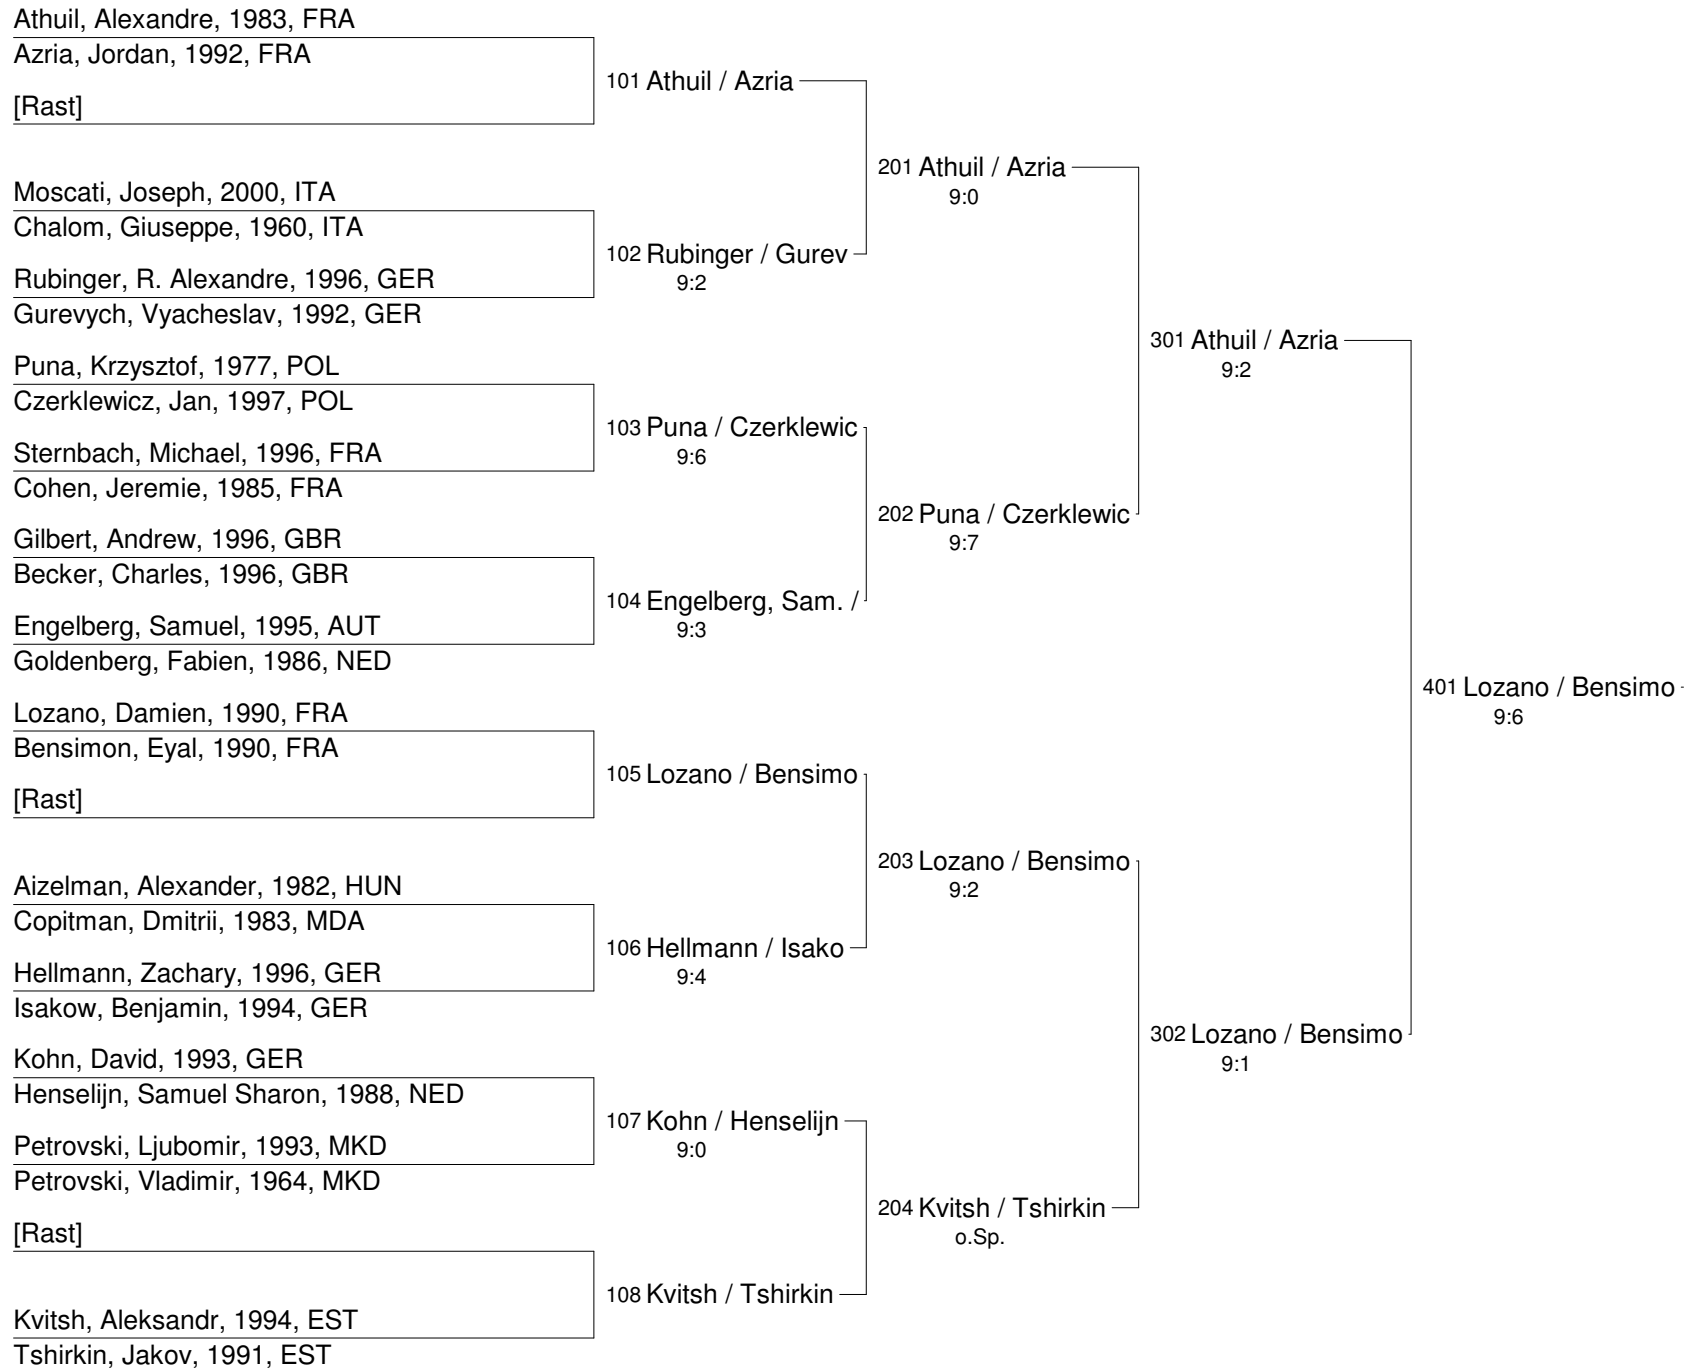 Athuil, Alexandre, 1983, FRA
Azria, Jordan, 1992, FRA
101 Athuil / Azria
[Rast]
201 Athuil / Azria
9:0
Moscati, Joseph, 2000, ITA
Chalom, Giuseppe, 1960, ITA
102 Rubinger / Gurev
9:2
Rubinger, R. Alexandre, 1996, GER
Gurevych, Vyacheslav, 1992, GER
301 Athuil / Azria
9:2
Puna, Krzysztof, 1977, POL
Czerklewicz, Jan, 1997, POL
103 Puna / Czerklewic
9:6
Sternbach, Michael, 1996, FRA
Cohen, Jeremie, 1985, FRA
202 Puna / Czerklewic
9:7
Gilbert, Andrew, 1996, GBR
Becker, Charles, 1996, GBR
104 Engelberg, Sam. /
9:3
Engelberg, Samuel, 1995, AUT
Goldenberg, Fabien, 1986, NED
401 Lozano / Bensimo
9:6
Lozano, Damien, 1990, FRA
Bensimon, Eyal, 1990, FRA
105 Lozano / Bensimo
[Rast]
203 Lozano / Bensimo
9:2
Aizelman, Alexander, 1982, HUN
Copitman, Dmitrii, 1983, MDA
106 Hellmann / Isako
9:4
Hellmann, Zachary, 1996, GER
Isakow, Benjamin, 1994, GER
302 Lozano / Bensimo
9:1
Kohn, David, 1993, GER
Henselijn, Samuel Sharon, 1988, NED
107 Kohn / Henselijn
9:0
Petrovski, Ljubomir, 1993, MKD
Petrovski, Vladimir, 1964, MKD
204 Kvitsh / Tshirkin
o.Sp.
[Rast]
108 Kvitsh / Tshirkin
Kvitsh, Aleksandr, 1994, EST
Tshirkin, Jakov, 1991, EST